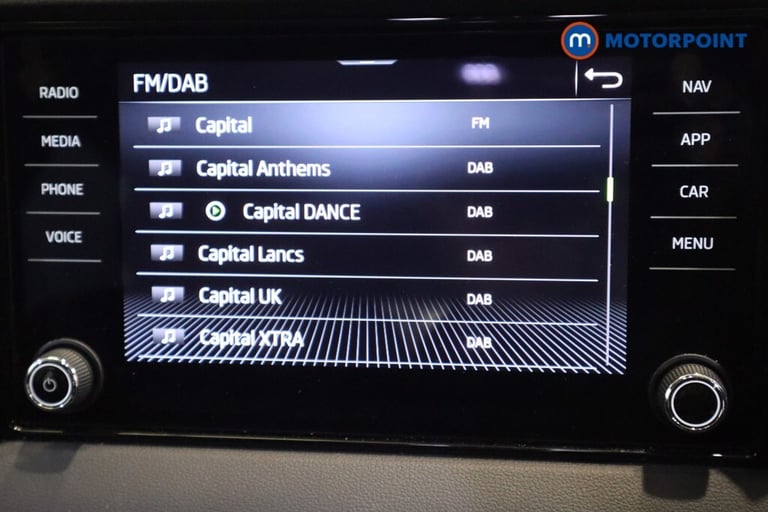 m MOTORPOINT
FM/DAB
RADIO
MEDIA
PHONE
VOICE
Capital FM
Capital Anthems DAB
Capital DANCE DAB
Capital Lancs DAB
Capital UK DAB
Capital XTRA DAB
NAV
APP
CAR
MENU